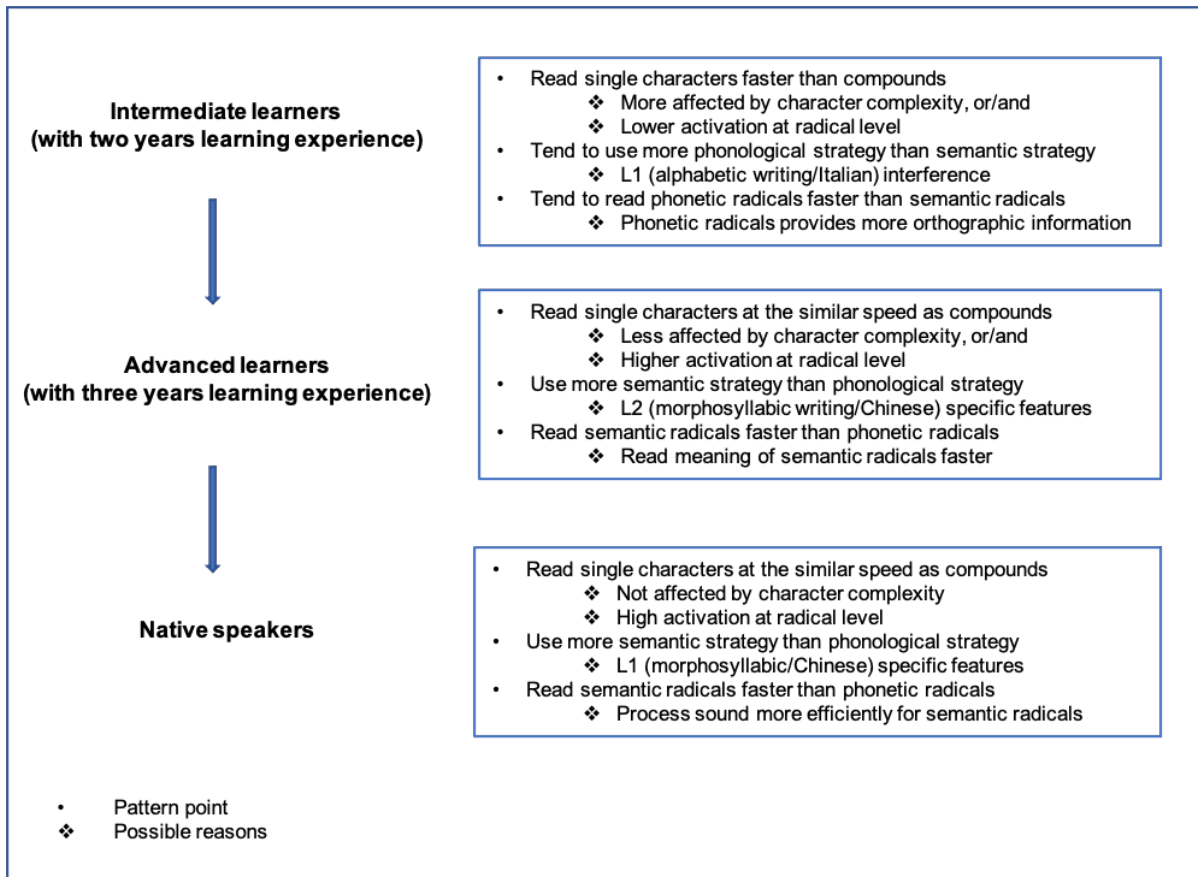 Intermediate learners
(with two years learning experience)
• Read single characters faster than compounds
❖ More affected by character complexity, or/and
❖ Lower activation at radical level
• Tend to use more phonological strategy than semantic strategy
❖ L1 (alphabetic writing/Italian) interference
• Tend to read phonetic radicals faster than semantic radicals
❖ Phonetic radicals provides more orthographic information
Advanced learners
(with three years learning experience)
• Read single characters at the similar speed as compounds
❖ Less affected by character complexity, or/and
❖ Higher activation at radical level
• Use more semantic strategy than phonological strategy
❖ L2 (morphosyllabic writing/Chinese) specific features
• Read semantic radicals faster than phonetic radicals
❖ Read meaning of semantic radicals faster
Native speakers
• Read single characters at the similar speed as compounds
❖ Not affected by character complexity
❖ High activation at radical level
• Use more semantic strategy than phonological strategy
❖ L1 (morphosyllabic/Chinese) specific features
• Read semantic radicals faster than phonetic radicals
❖ Process sound more efficiently for semantic radicals
• Pattern point
❖ Possible reasons